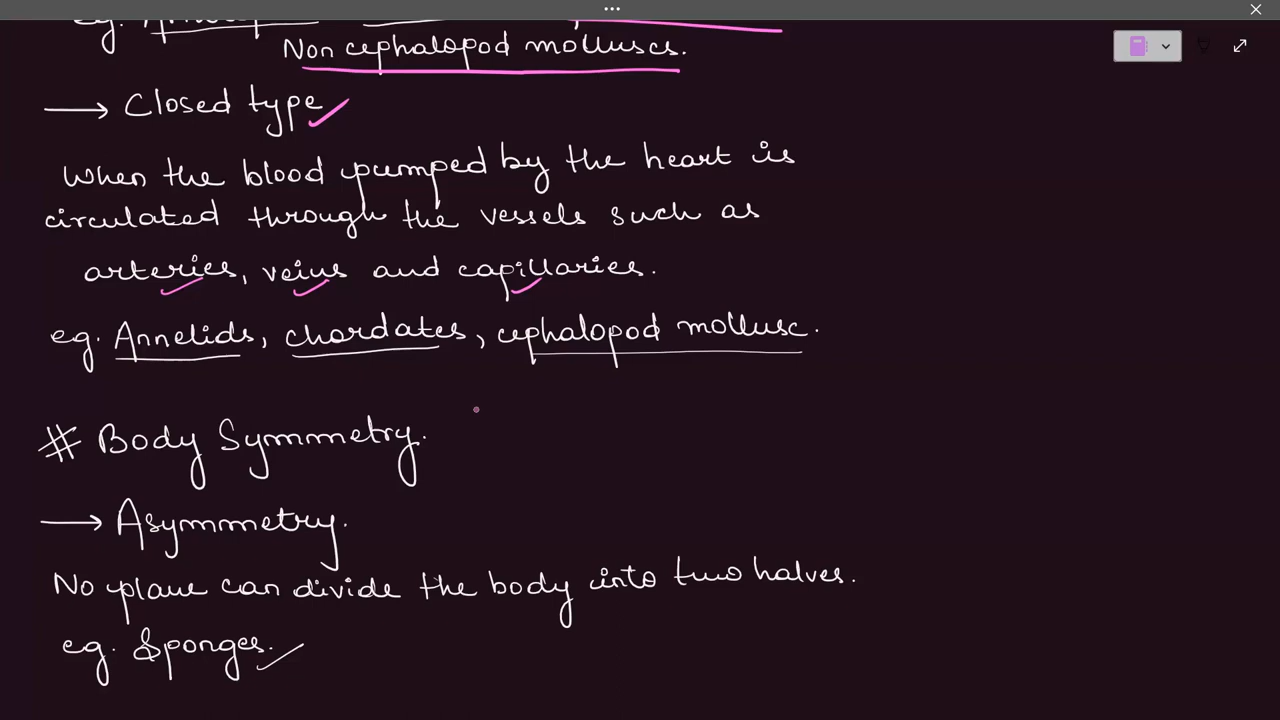 eg.
Non cephalopod molluscs.
→ Closed type
When the blood pumped by the heart is
circulated through the vessels such as
arteries, veins and capillaries.
eg. Annelids, chordates, cephalopod mollusc.
# Body Symmetry.
→ Asymmetry.
No plane can divide the body into two halves.
eg. Sponges.